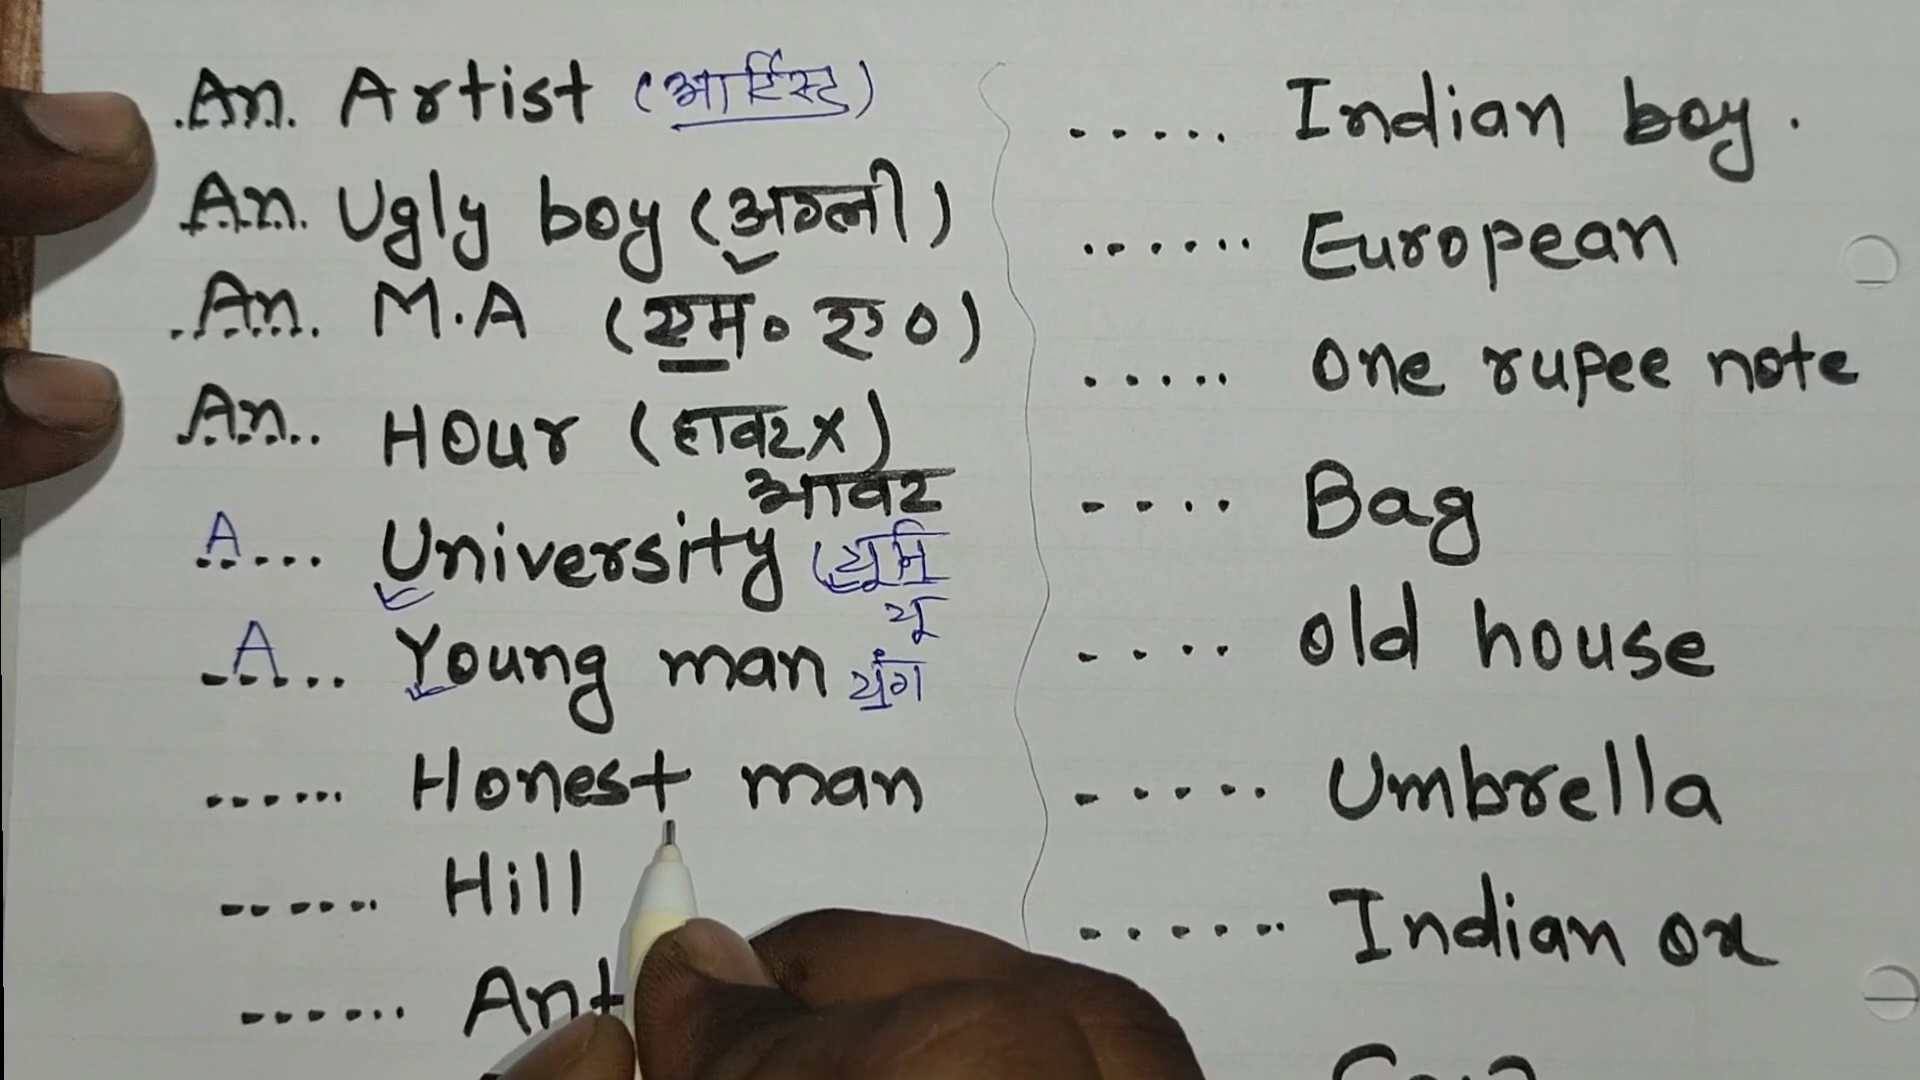 .An. Artist (आर्टिस्ट)
An. Ugly boy (अग्ली)
.An. M.A (एम० ए०)
An.. Hour (हावर x)
आवर
A... University (यूनि
यू
A... Young man यंग
...... Honest man
...... Hill
...... Ant
..... Indian boy.
...... European
..... One rupee note
.... Bag
.... old house
..... Umbrella
...... Indian ox